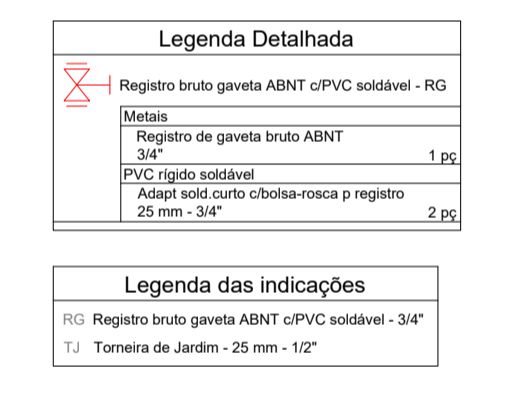 Legenda Detalhada
Registro bruto gaveta ABNT c/PVC soldável - RG
Metais
Registro de gaveta bruto ABNT
3/4" 1 pç
PVC rígido soldável
Adapt sold.curto c/bolsa-rosca p registro
25 mm - 3/4" 2 pç
Legenda das indicações
RG Registro bruto gaveta ABNT c/PVC soldável - 3/4"
TJ Torneira de Jardim - 25 mm - 1/2"